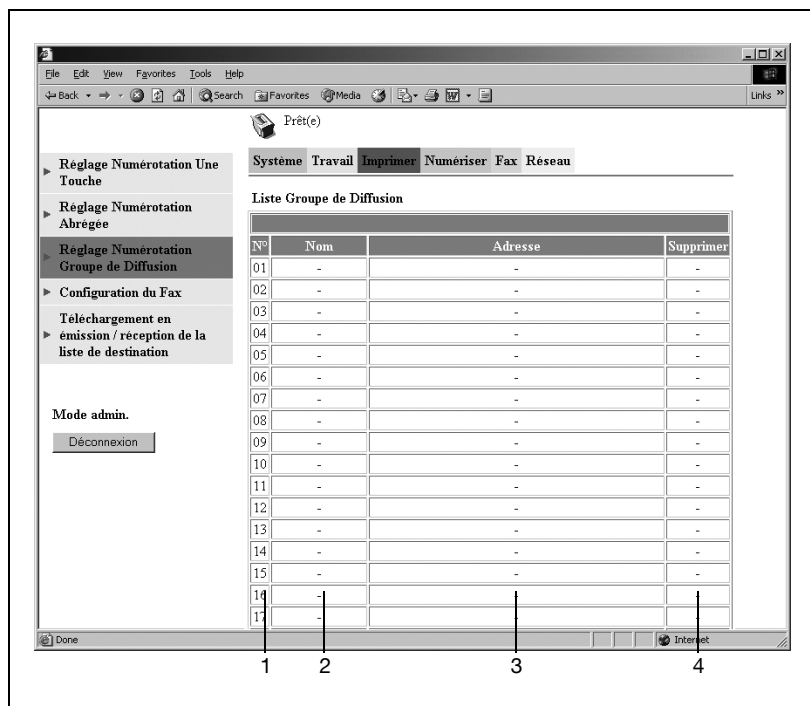 File Edit View Favorites Tools Help
Back Search Favorites Media Links »
Prêt(e)
Système Travail Imprimer Numériser Fax Réseau
Réglage Numérotation Une
Touche
Réglage Numérotation
Abrégée
Réglage Numérotation
Groupe de Diffusion
Configuration du Fax
Téléchargement en
émission / réception de la
liste de destination
Mode admin.
Déconnexion
Liste Groupe de Diffusion
N° Nom Adresse Supprimer
01 - - -
02 - - -
03 - - -
04 - - -
05 - - -
06 - - -
07 - - -
08 - - -
09 - - -
10 - - -
11 - - -
12 - - -
13 - - -
14 - - -
15 - - -
16 - - -
17 - - -
Done Internet
1 2 3 4